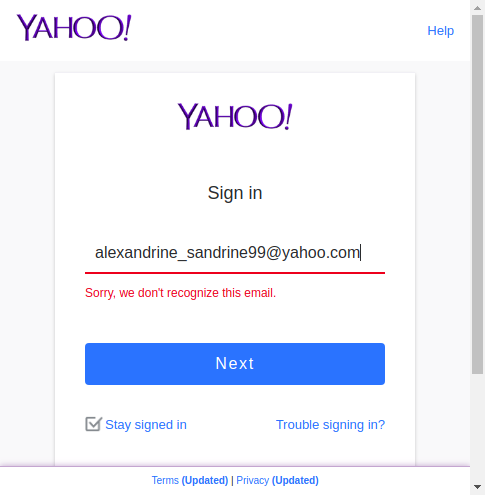 YAHOO!
Help
YAHOO!
Sign in
alexandrine_sandrine99@yahoo.com
Sorry, we don't recognize this email.
Next
Stay signed in Trouble signing in?
Terms (Updated) | Privacy (Updated)